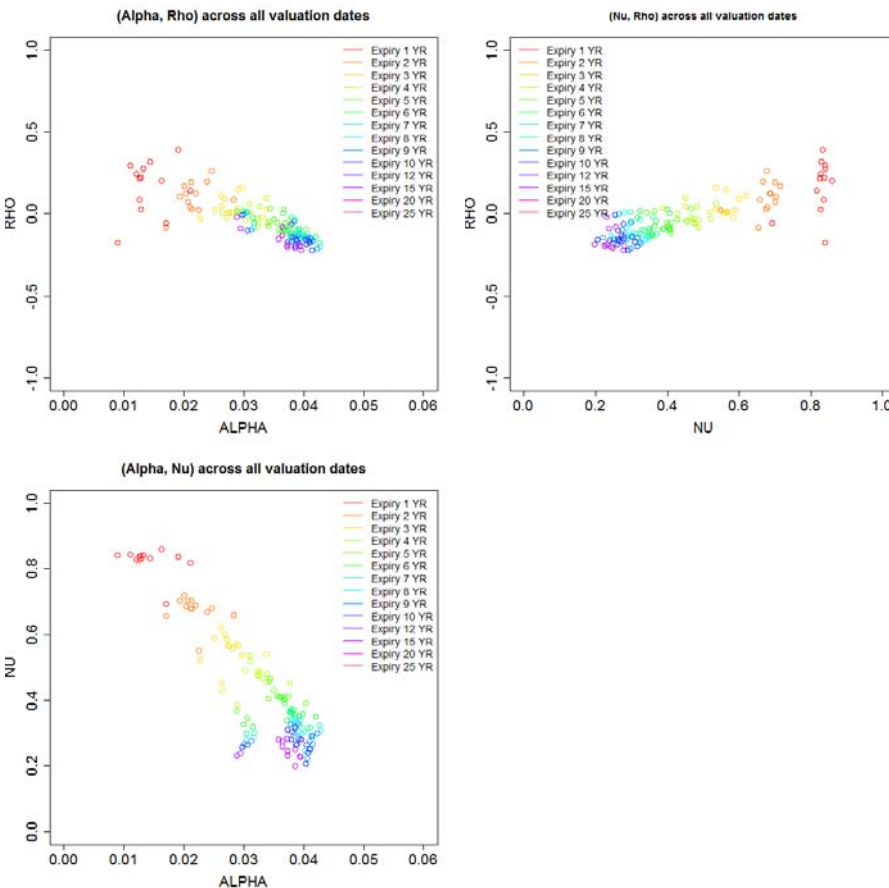 (Alpha, Rho) across all valuation dates
1.0
0.5
0.0
-0.5
-1.0
RHO
Expiry 1 YR
Expiry 2 YR
Expiry 3 YR
Expiry 4 YR
Expiry 5 YR
Expiry 6 YR
Expiry 7 YR
Expiry 8 YR
Expiry 9 YR
Expiry 10 YR
Expiry 12 YR
Expiry 15 YR
Expiry 20 YR
Expiry 25 YR
0.00 0.01 0.02 0.03 0.04 0.05 0.06
ALPHA
(Nu, Rho) across all valuation dates
1.0
0.5
0.0
-0.5
-1.0
RHO
Expiry 1 YR
Expiry 2 YR
Expiry 3 YR
Expiry 4 YR
Expiry 5 YR
Expiry 6 YR
Expiry 7 YR
Expiry 8 YR
Expiry 9 YR
Expiry 10 YR
Expiry 12 YR
Expiry 15 YR
Expiry 20 YR
Expiry 25 YR
0.0 0.2 0.4 0.6 0.8 1.0
NU
(Alpha, Nu) across all valuation dates
1.0
0.8
0.6
0.4
0.2
0.0
NU
Expiry 1 YR
Expiry 2 YR
Expiry 3 YR
Expiry 4 YR
Expiry 5 YR
Expiry 6 YR
Expiry 7 YR
Expiry 8 YR
Expiry 9 YR
Expiry 10 YR
Expiry 12 YR
Expiry 15 YR
Expiry 20 YR
Expiry 25 YR
0.00 0.01 0.02 0.03 0.04 0.05 0.06
ALPHA